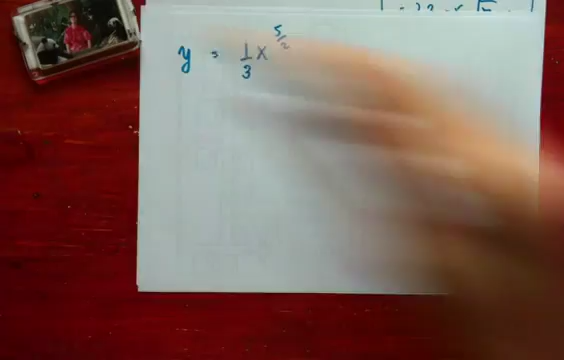 y = 1/3 x^5/2